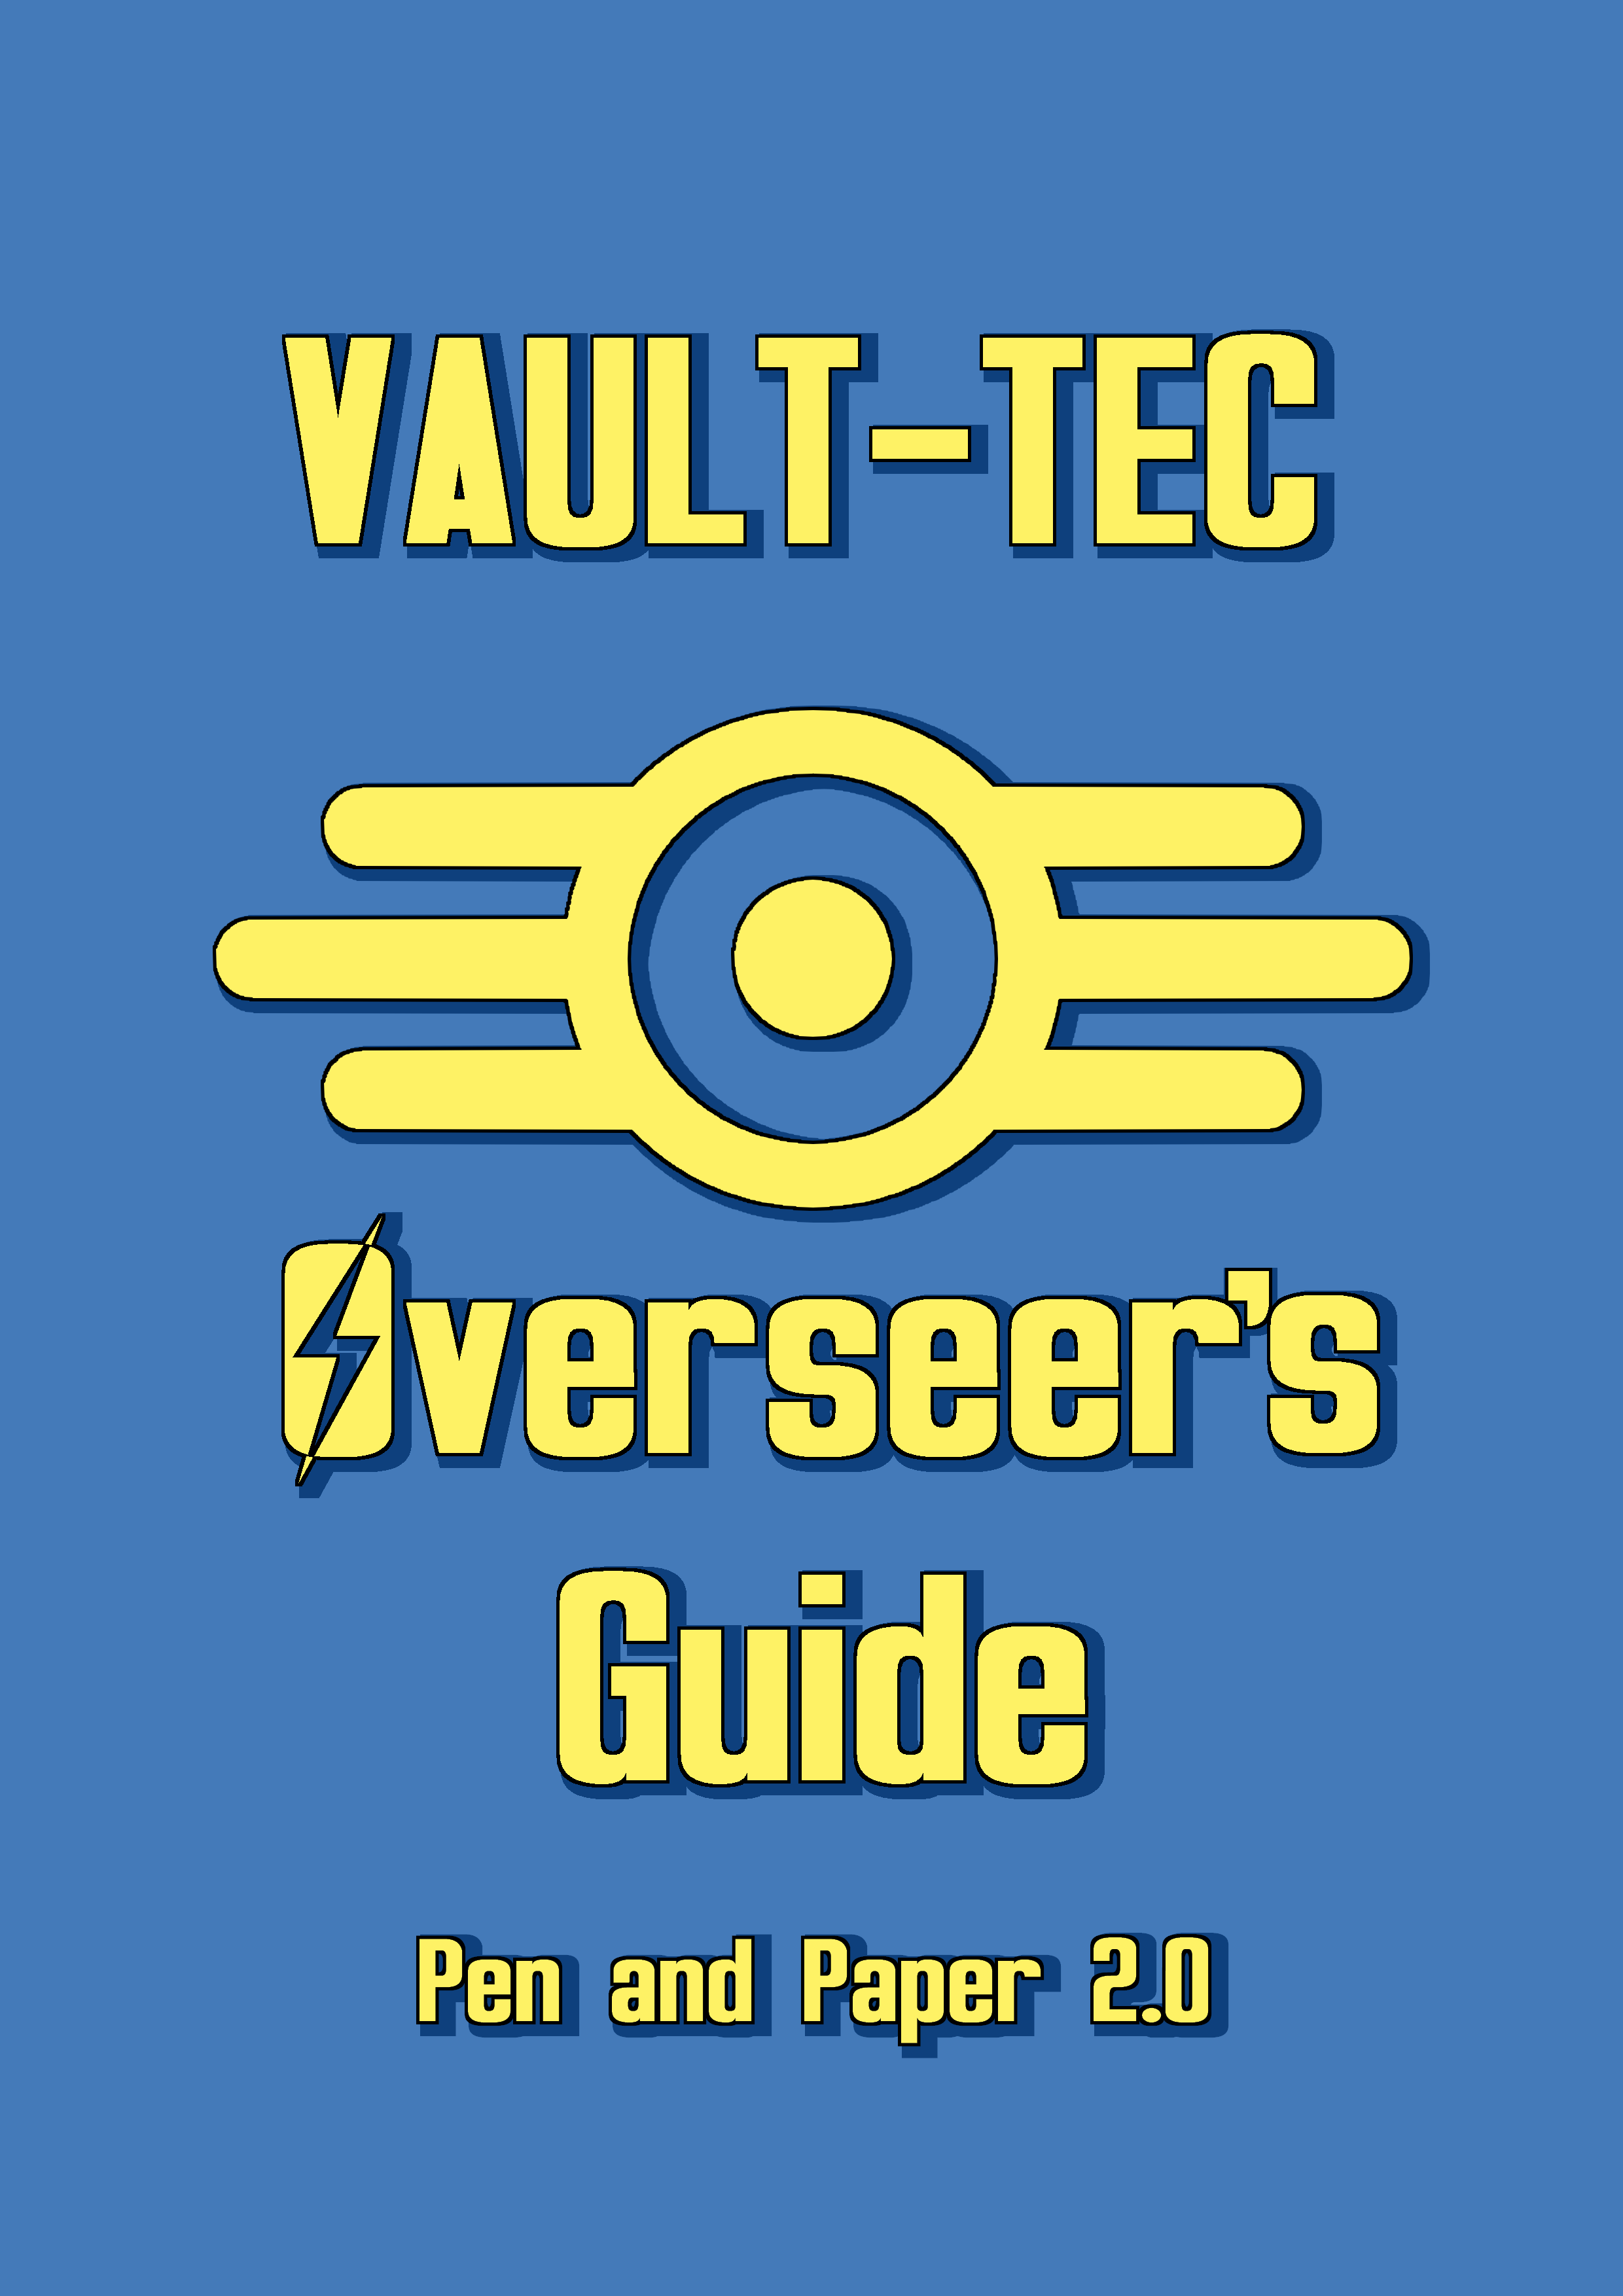 VAULT-TEC
Overseer's
Guide
Pen and Paper 2.0